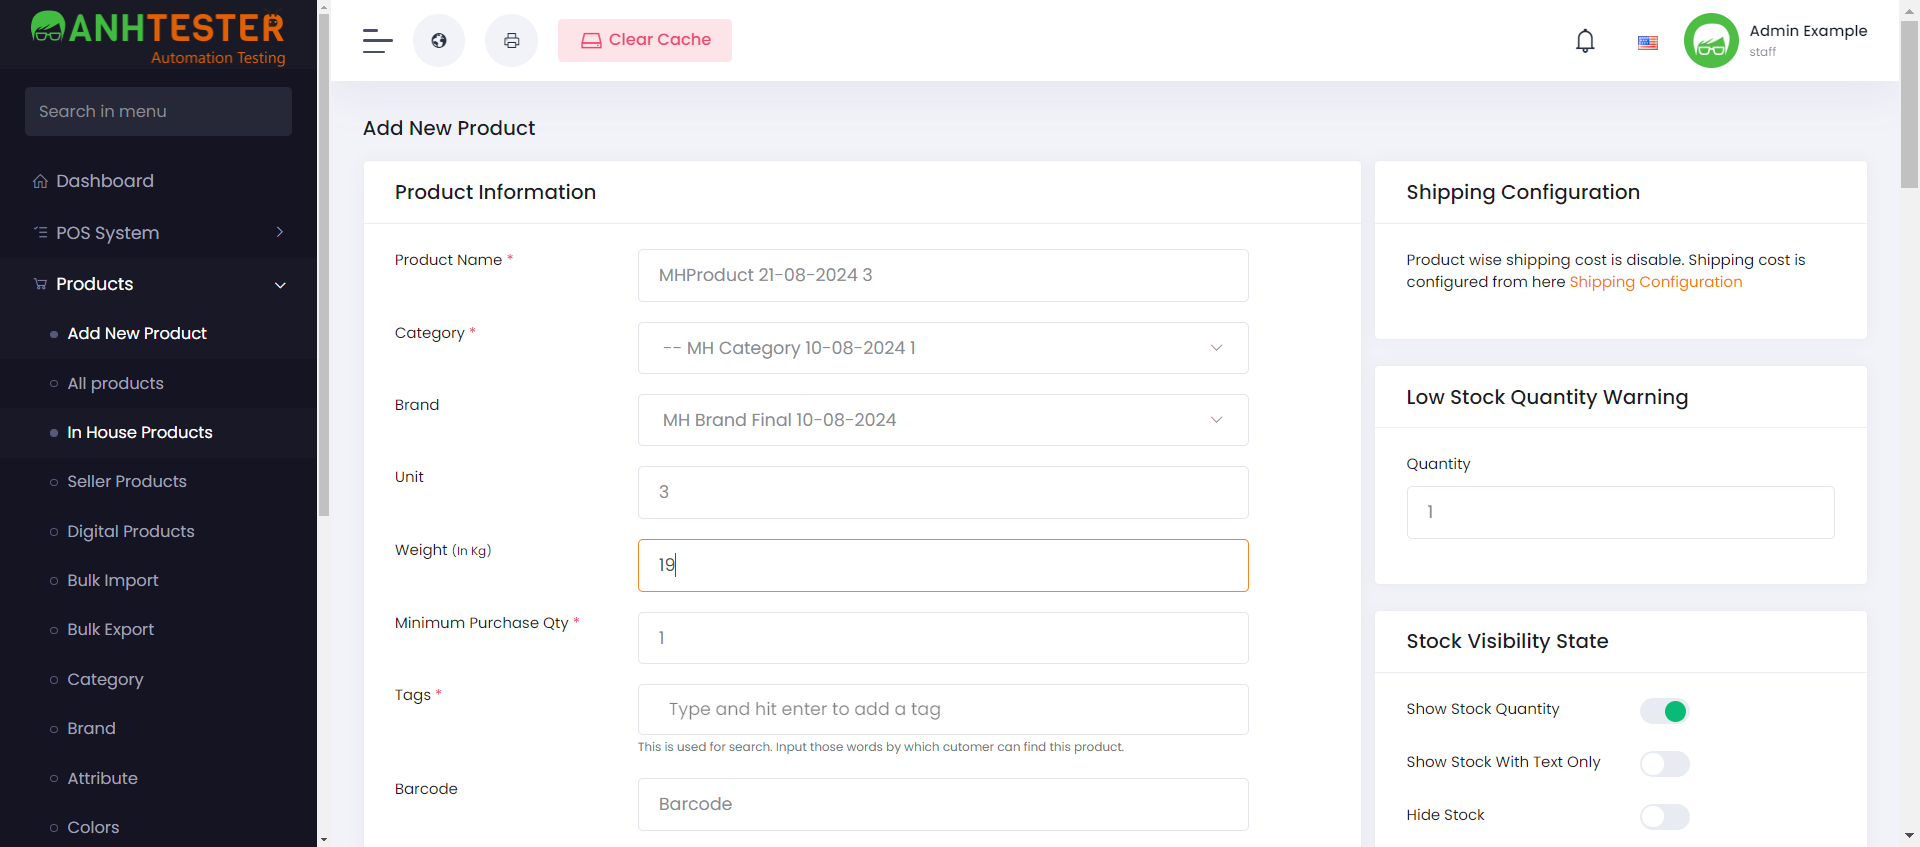 ANHTESTER
Automation Testing
Search in menu
Dashboard
POS System
Products
Add New Product
All products
In House Products
Seller Products
Digital Products
Bulk Import
Bulk Export
Category
Brand
Attribute
Colors
Clear Cache
Admin Example
staff
Add New Product
Product Information
Product Name *
MHProduct 21-08-2024 3
Category *
-- MH Category 10-08-2024 1
Brand
MH Brand Final 10-08-2024
Unit
3
Weight (In Kg)
19
Minimum Purchase Qty *
1
Tags *
Type and hit enter to add a tag
This is used for search. Input those words by which cutomer can find this product.
Barcode
Barcode
Shipping Configuration
Product wise shipping cost is disable. Shipping cost is
configured from here Shipping Configuration
Low Stock Quantity Warning
Quantity
1
Stock Visibility State
Show Stock Quantity
Show Stock With Text Only
Hide Stock